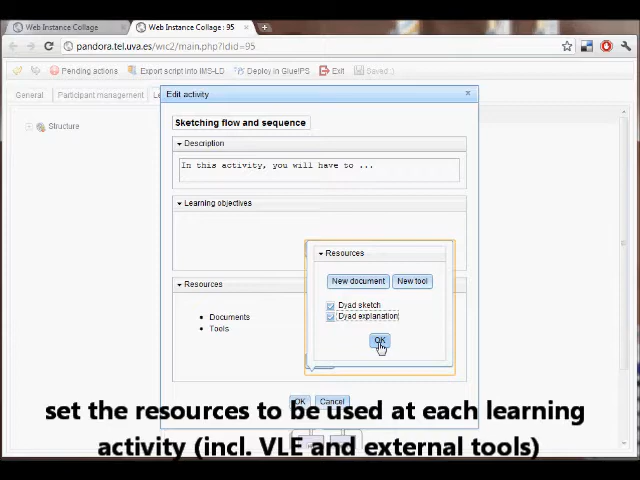 Web Instance Collage
Web Instance Collage : 95
pandora.tel.uva.es/wic2/main.php?ldid=95
Pending actions
Export script into IMS-LD
Deploy in Glue!PS
Exit
Saved :)
General
Participant management
Structure
Edit activity
Sketching flow and sequence
Description
In this activity, you will have to ...
Learning objectives
Resources
Documents
Tools
Resources
New document
New tool
Dyad sketch
Dyad explanation
OK
OK
Cancel
set the resources to be used at each learning
activity (incl. VLE and external tools)